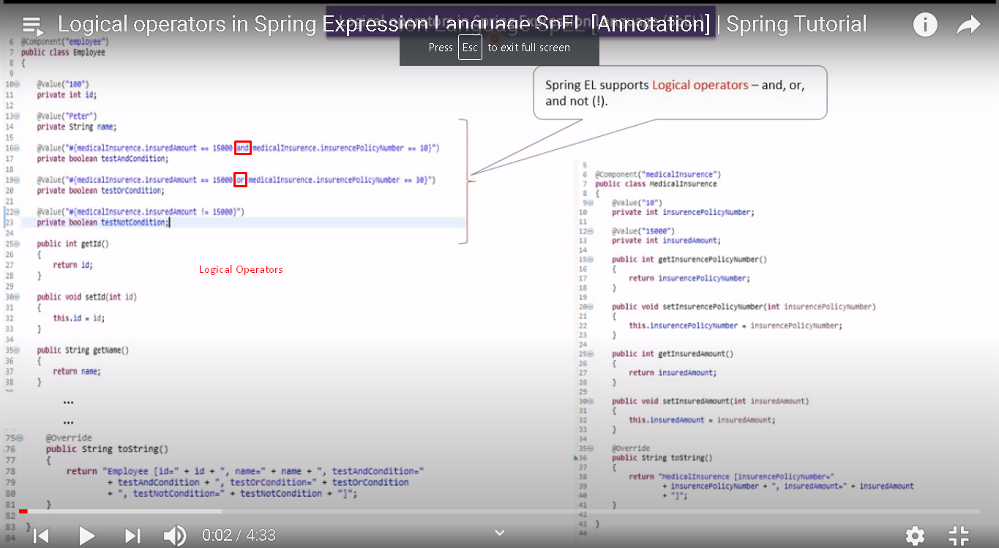 Logical operators in Spring Expression Language SpEL [Annotation] | Spring Tutorial
Press Esc to exit full screen
6 @Component("employee")
7 public class Employee
8 {
9
10 @Value("100")
11 private int id;
12
13 @Value("Peter")
14 private String name;
15
16 @Value("#{medicalInsurence.insuredAmount == 15000 and medicalInsurence.insurencePolicyNumber == 10}")
17 private boolean testAndCondition;
18
19 @Value("#{medicalInsurence.insuredAmount == 15000 or medicalInsurence.insurencePolicyNumber == 30}")
20 private boolean testOrCondition;
21
22 @Value("#{medicalInsurence.insuredAmount != 15000}")
23 private boolean testNotCondition;
24
25 public int getId()
26 {
27 return id;
28 }
29
30 public void setId(int id)
31 {
32 this.id = id;
33 }
34
35 public String getName()
36 {
37 return name;
38 }
...
...
75 @Override
76 public String toString()
77 {
78 return "Employee [id=" + id + ", name=" + name + ", testAndCondition="
79 + testAndCondition + ", testOrCondition=" + testOrCondition
80 + ", testNotCondition=" + testNotCondition + "]";
81 }
82
83 }
84
Logical Operators
Spring EL supports Logical operators – and, or,
and not (!).
5
6 @Component("medicalInsurence")
7 public class MedicalInsurence
8 {
9 @Value("10")
10 private int insurencePolicyNumber;
11
12 @Value("15000")
13 private int insuredAmount;
14
15 public int getInsurencePolicyNumber()
16 {
17 return insurencePolicyNumber;
18 }
19
20 public void setInsurencePolicyNumber(int insurencePolicyNumber)
21 {
22 this.insurencePolicyNumber = insurencePolicyNumber;
23 }
24
25 public int getInsuredAmount()
26 {
27 return insuredAmount;
28 }
29
30 public void setInsuredAmount(int insuredAmount)
31 {
32 this.insuredAmount = insuredAmount;
33 }
34
35 @Override
36 public String toString()
37 {
38 return "MedicalInsurence [insurencePolicyNumber="
39 + insurencePolicyNumber + ", insuredAmount=" + insuredAmount
40 + "]";
41 }
42
43 }
44
0:02 / 4:33